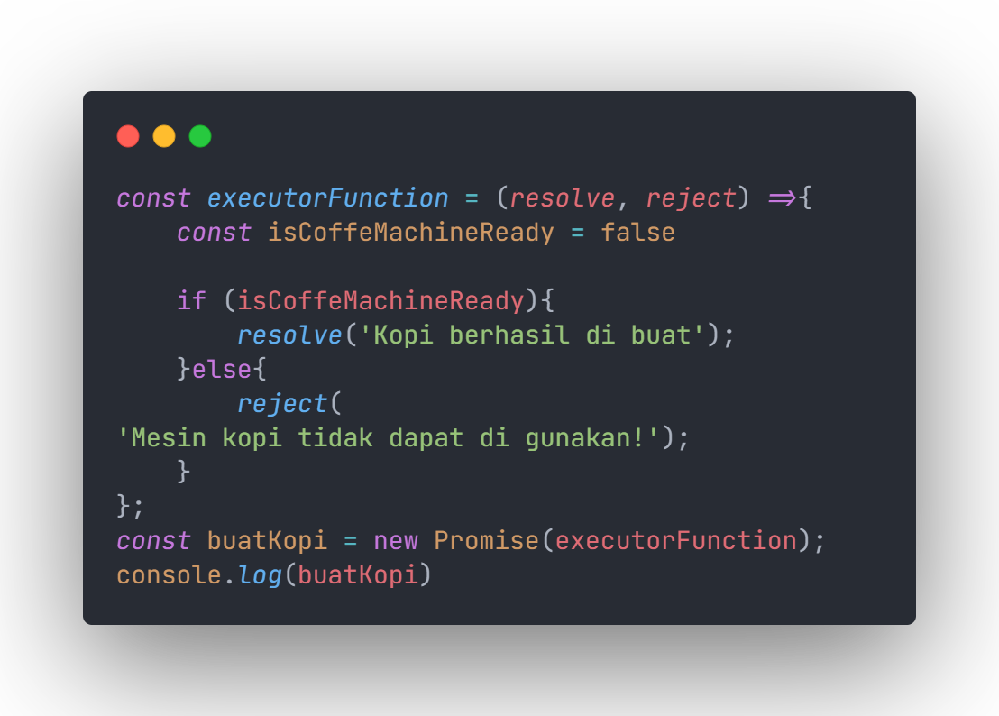 const executorFunction = (resolve, reject) =>{
    const isCoffeMachineReady = false
    if (isCoffeMachineReady){
        resolve('Kopi berhasil di buat');
    }else{
        reject(
'Mesin kopi tidak dapat di gunakan!');
    }
};
const buatKopi = new Promise(executorFunction);
console.log(buatKopi)